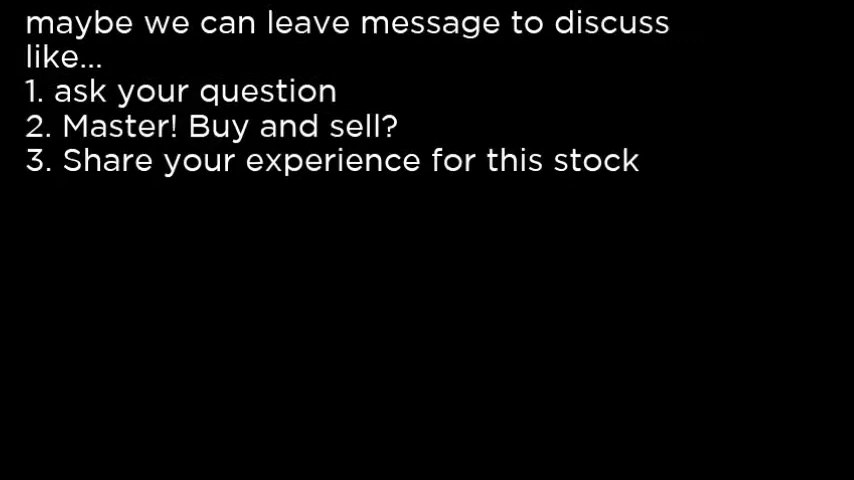 maybe we can leave message to discuss
like...
1. ask your question
2. Master! Buy and sell?
3. Share your experience for this stock